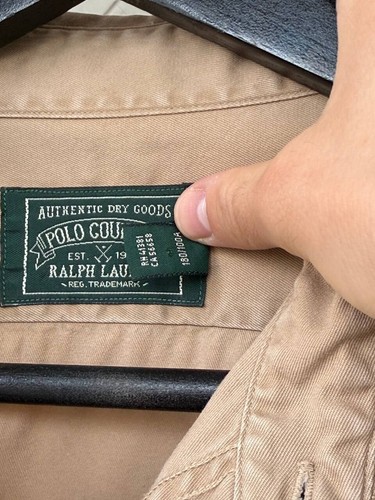 AUTHENTIC DRY GOODS
POLO COU
EST. 19
RALPH LAU
REG. TRADEMARK
RN 41381
CA 56658
180/100A